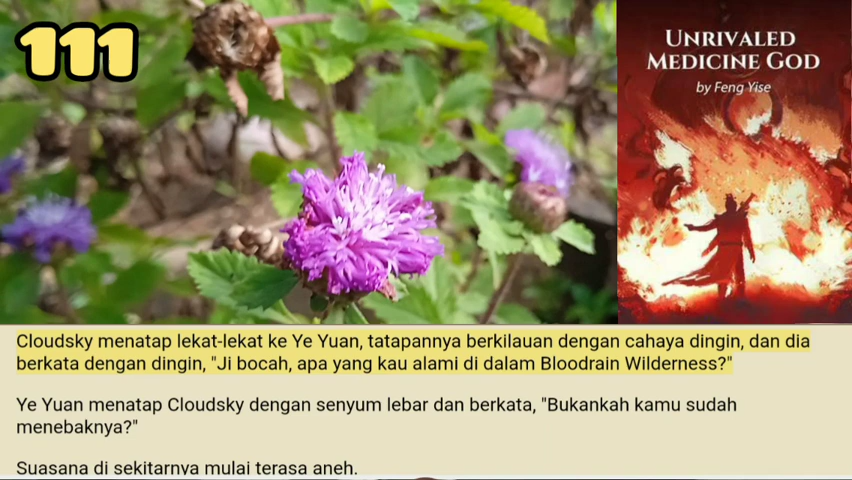 111
UNRIVALED
MEDICINE GOD
by Feng Yise
Cloudsky menatap lekat-lekat ke Ye Yuan, tatapannya berkilauan dengan cahaya dingin, dan dia
berkata dengan dingin, "Ji bocah, apa yang kau alami di dalam Bloodrain Wilderness?"
Ye Yuan menatap Cloudsky dengan senyum lebar dan berkata, "Bukankah kamu sudah
menebaknya?"
Suasana di sekitarnya mulai terasa aneh.